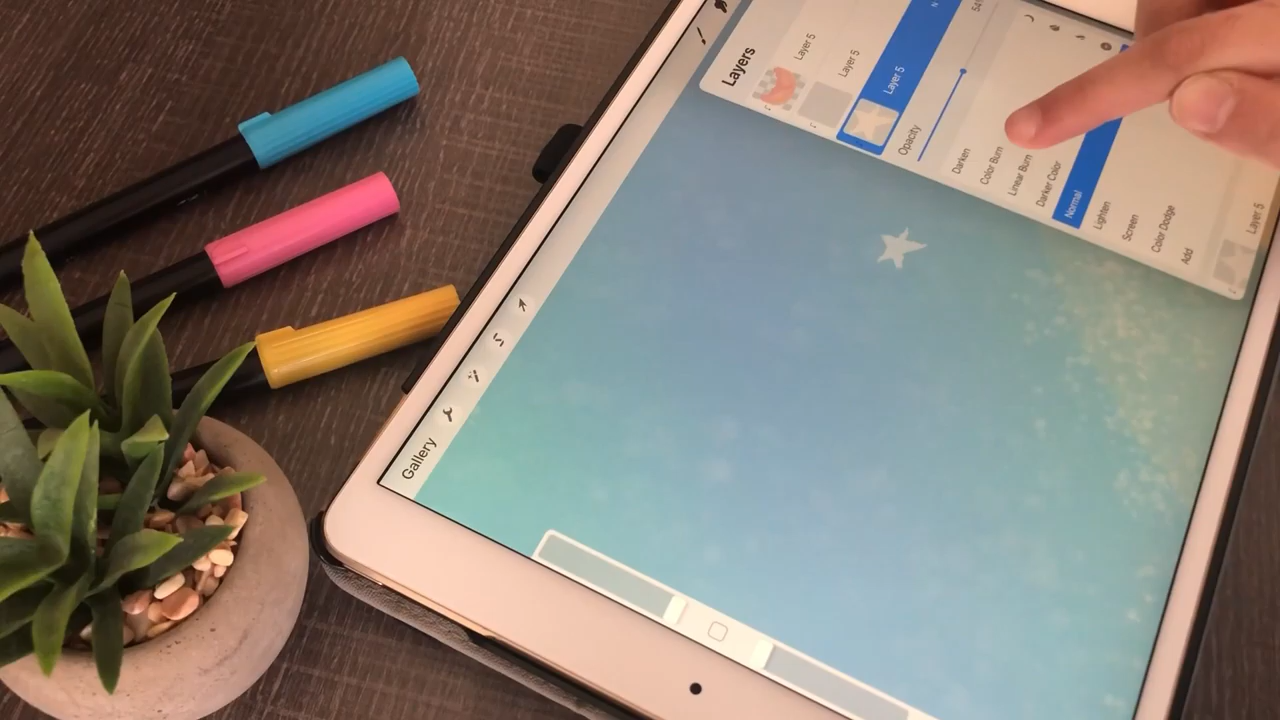 Layers
Layer 5
Layer 5
Layer 5
N
Opacity
Darken
Color Burn
Linear Burn
Darker Color
Normal
Lighten
Screen
Color Dodge
Add
Layer 5
Gallery